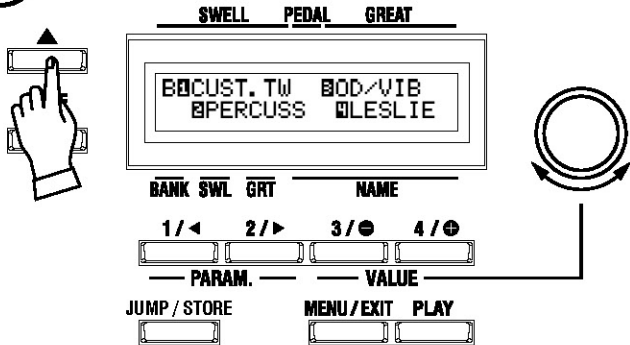 SWELL PEDAL GREAT
▲
B1CUST.TW 3OD/VIB
2PERCUSS 4LESLIE
BANK SWL GRT NAME
1/◀ 2/▶ 3/⊖ 4/⊕
PARAM. VALUE
JUMP / STORE MENU / EXIT PLAY